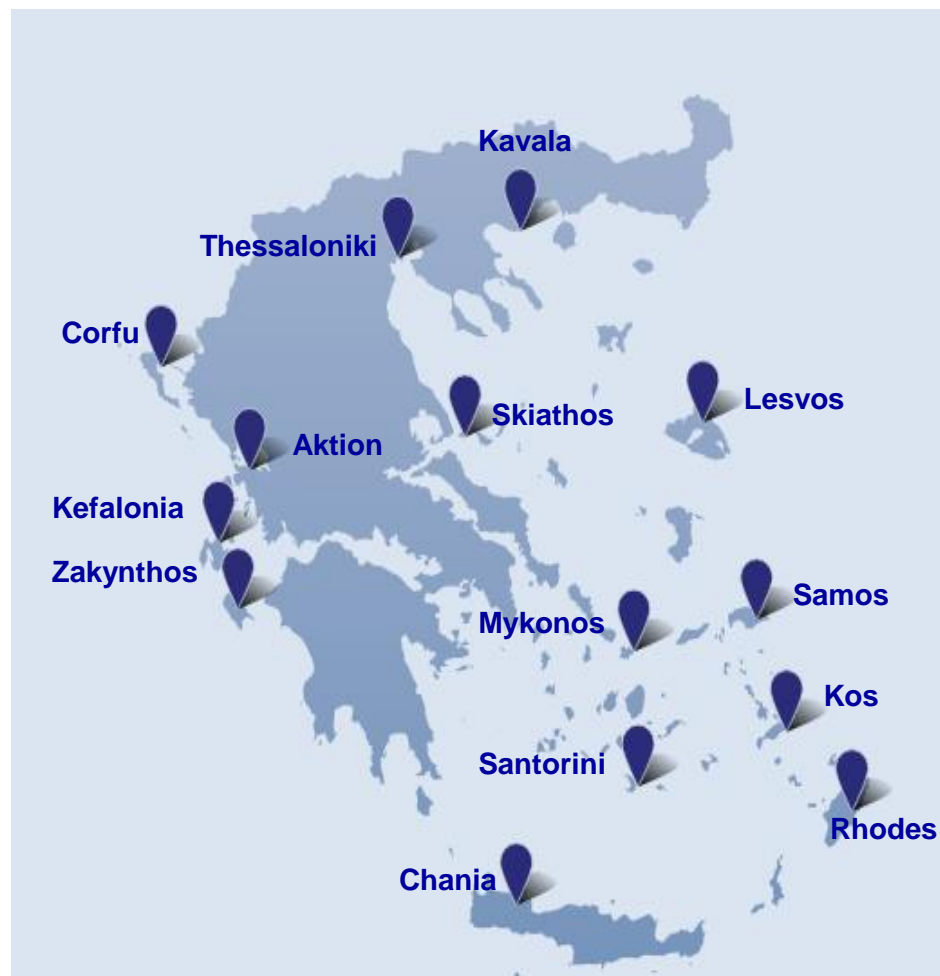 Kavala
Thessaloniki
Corfu
Lesvos
Skiathos
Aktion
Kefalonia
Zakynthos
Samos
Mykonos
Kos
Santorini
Rhodes
Chania